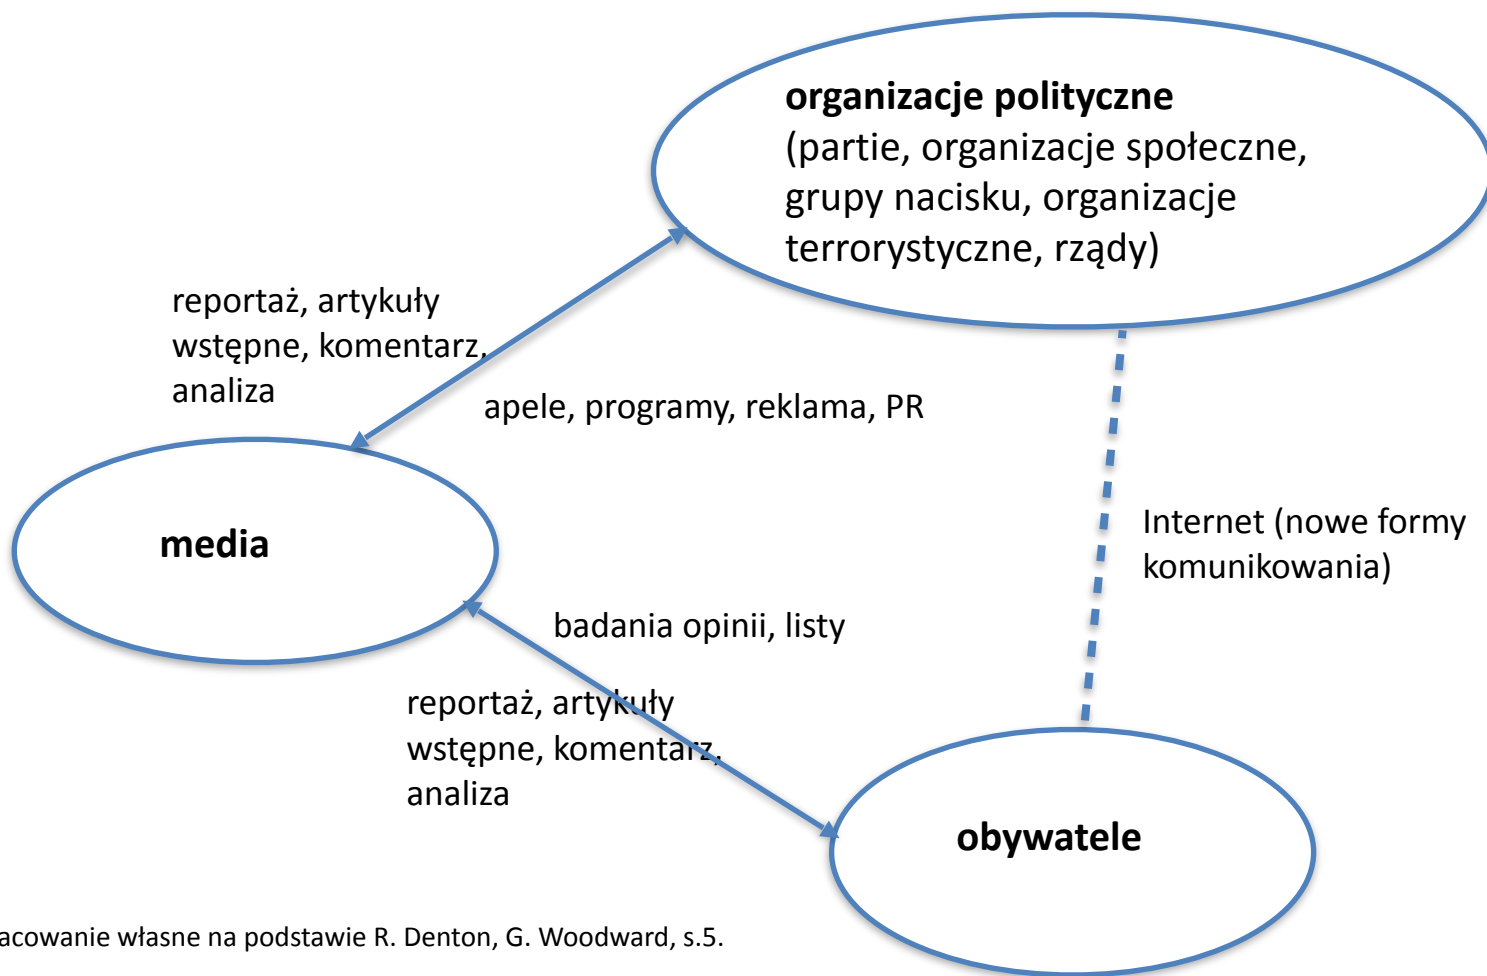 organizacje polityczne
(partie, organizacje społeczne,
grupy nacisku, organizacje
terrorystyczne, rządy)
reportaż, artykuły
wstępne, komentarz,
analiza
apele, programy, reklama, PR
media
Internet (nowe formy
komunikowania)
badania opinii, listy
reportaż, artykuły
wstępne, komentarz,
analiza
obywatele
acowanie własne na podstawie R. Denton, G. Woodward, s.5.